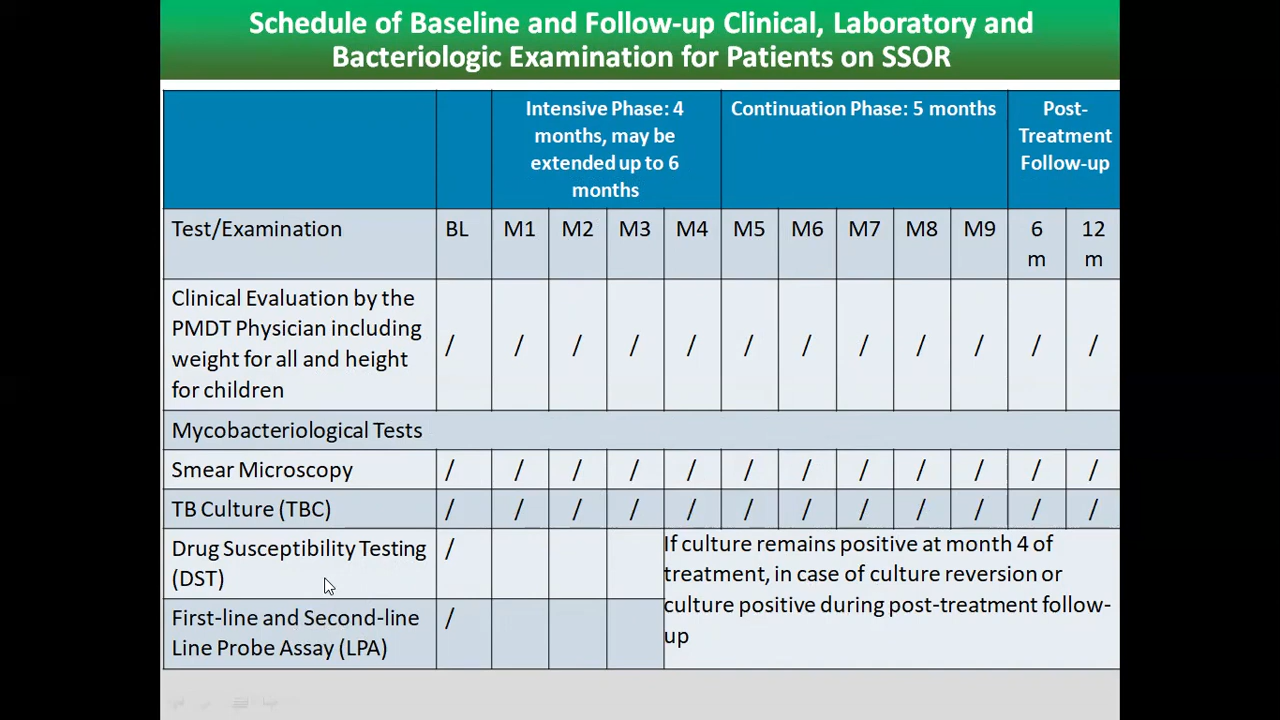 Schedule of Baseline and Follow-up Clinical, Laboratory and
Bacteriologic Examination for Patients on SSOR
Intensive Phase: 4
months, may be
extended up to 6
months
Continuation Phase: 5 months
Post-
Treatment
Follow-up
Test/Examination BL M1 M2 M3 M4 M5 M6 M7 M8 M9 6 12
m m
Clinical Evaluation by the
PMDT Physician including
weight for all and height
for children
/ / / / / / / / / / / /
Mycobacteriological Tests
Smear Microscopy / / / / / / / / / / / /
TB Culture (TBC) / / / / / / / / / / / /
Drug Susceptibility Testing /
(DST)
First-line and Second-line /
Line Probe Assay (LPA)
If culture remains positive at month 4 of
treatment, in case of culture reversion or
culture positive during post-treatment follow-
up